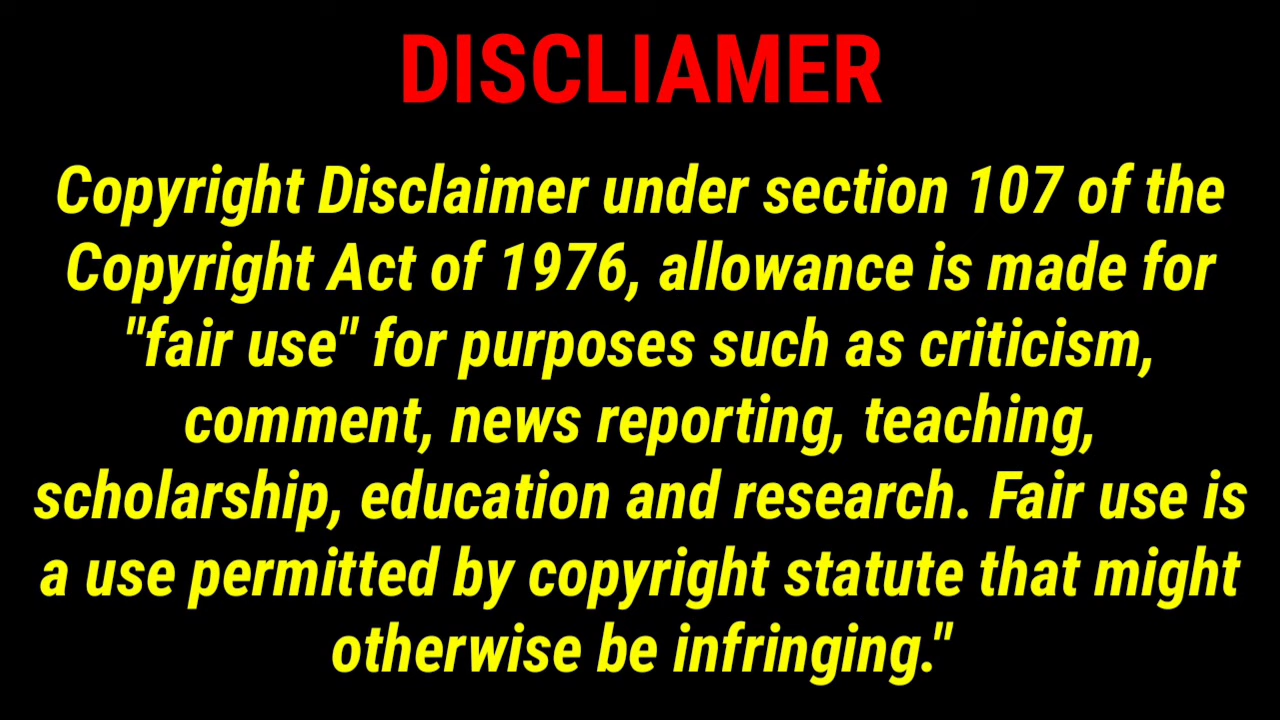 DISCLIAMER
Copyright Disclaimer under section 107 of the
Copyright Act of 1976, allowance is made for
"fair use" for purposes such as criticism,
comment, news reporting, teaching,
scholarship, education and research. Fair use is
a use permitted by copyright statute that might
otherwise be infringing."